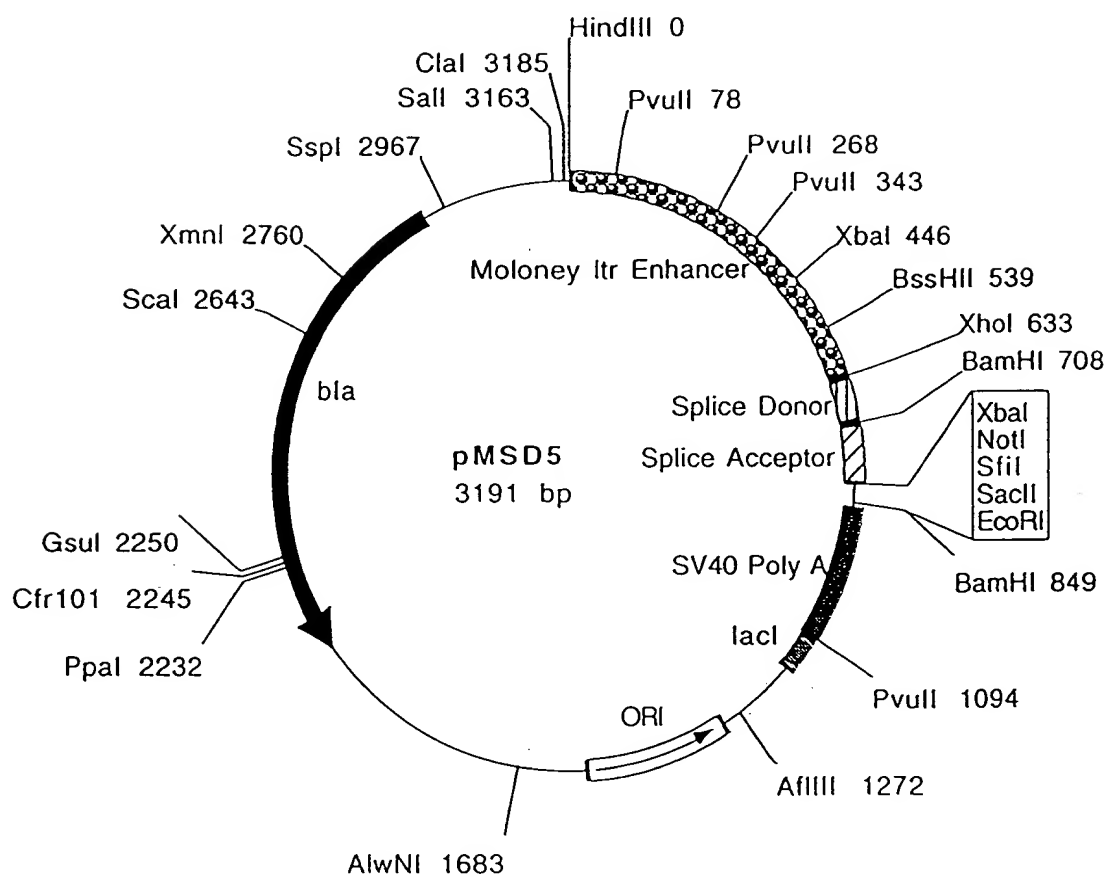 HindIII 0
ClaI 3185
SalI 3163
PvuII 78
SspI 2967
PvuII 268
PvuII 343
XmnI 2760
XbaI 446
Moloney ltr Enhancer
BssHII 539
ScaI 2643
XhoI 633
BamHI 708
bla
Splice Donor
XbaI
NotI
SfiI
SacII
EcoRI
pMSD5
3191 bp
Splice Acceptor
GsuI 2250
SV40 Poly A
BamHI 849
Cfr101 2245
lacI
PpaI 2232
PvuII 1094
ORI
AflIII 1272
AlwNI 1683